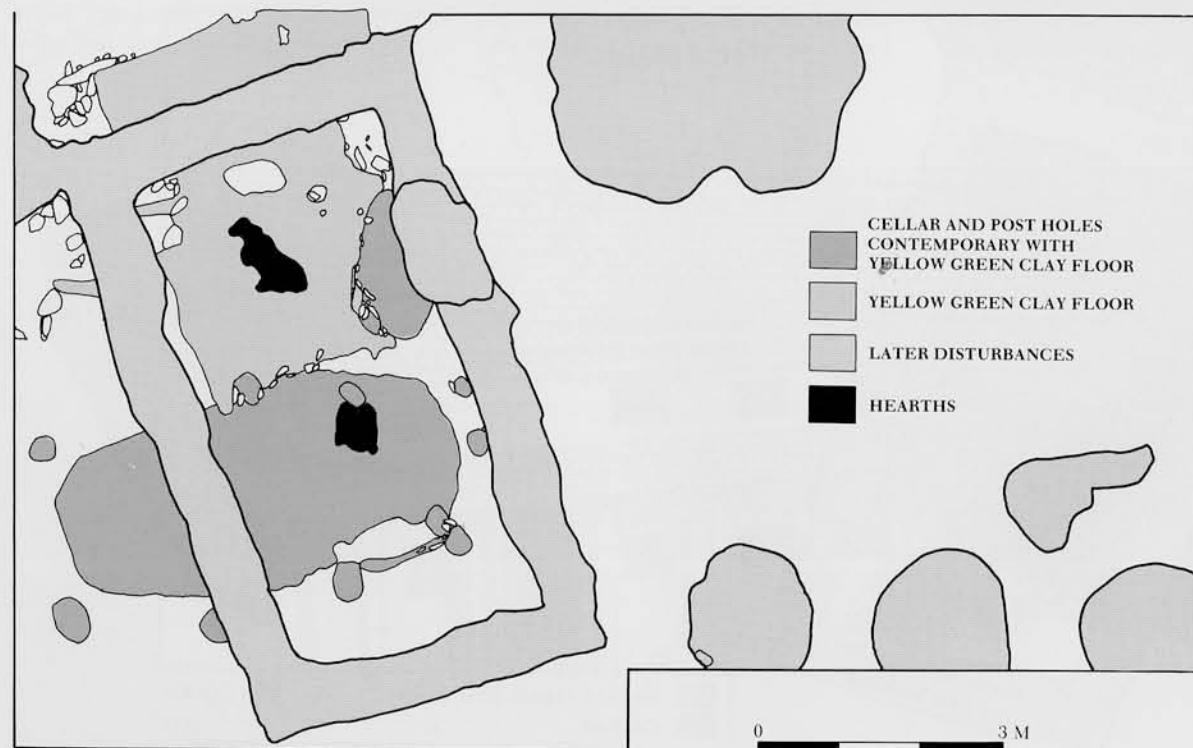 CELLAR AND POST HOLES
CONTEMPORARY WITH
YELLOW GREEN CLAY FLOOR
YELLOW GREEN CLAY FLOOR
LATER DISTURBANCES
HEARTHS
0 3 M